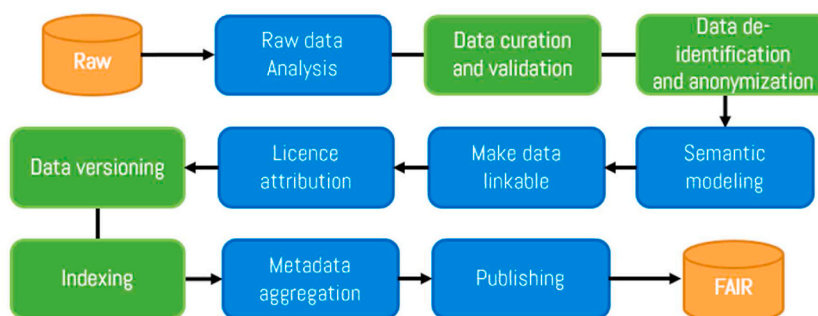 Raw
Raw data
Analysis
Data curation
and validation
Data de-
identification
and anonymization
Data versioning
Licence
attribution
Make data
linkable
Semantic
modeling
Indexing
Metadata
aggregation
Publishing
FAIR